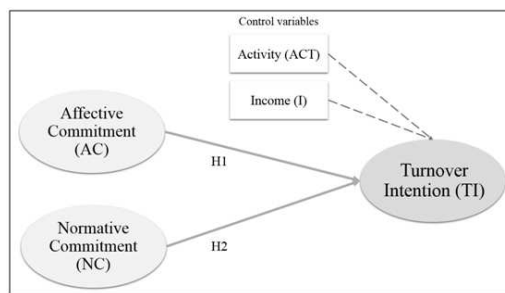 Control variables
Activity (ACT)
Income (I)
Affective
Commitment
(AC)
H1
Turnover
Intention (TI)
Normative
Commitment
(NC)
H2